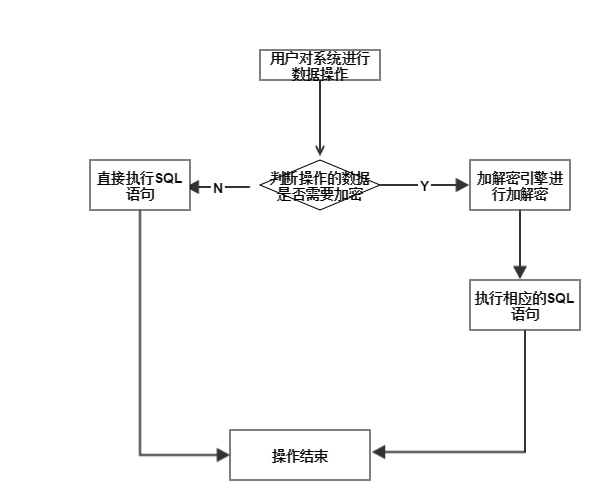 用户对系统进行
数据操作
判断操作的数据
是否需要加密
直接执行SQL
语句
N
Y
加解密引擎进
行加解密
执行相应的SQL
语句
操作结束